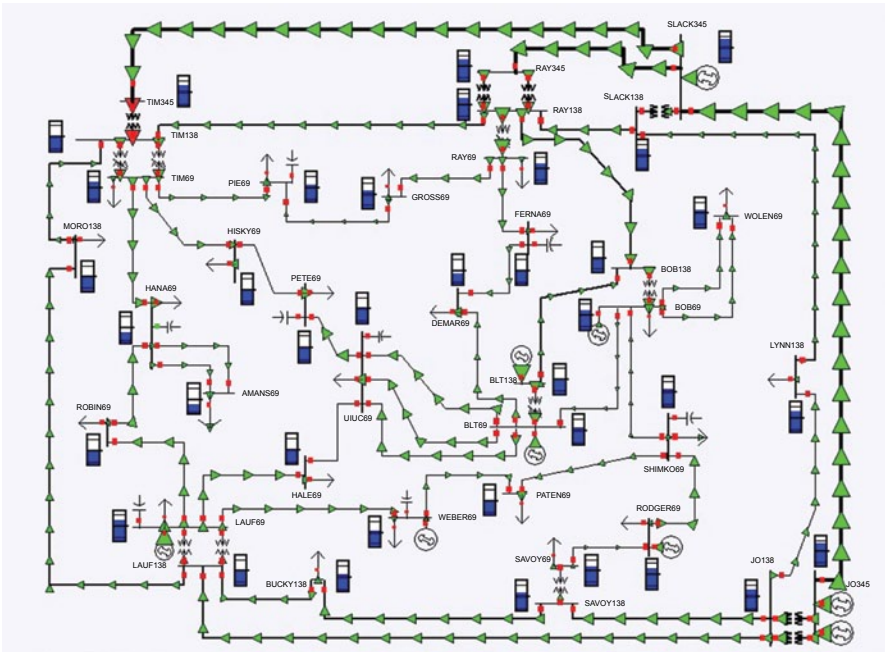 SLACK345
RAY345
SLACK138
TIM345
RAY138
TIM138
RAY69
TIM69
PIE69
GROSS69
FERNA69
WOLEN69
MORO138
HISKY69
BOB138
HANA69
PETE69
BOB69
DEMAR69
LYNN138
BLT138
AMANS69
UIUC69
ROBIN69
BLT69
SHIMKO69
HALE69
PATEN69
RODGER69
LAUF69
WEBER69
LAUF138
SAVOY69
JO138
BUCKY138
JO345
SAVOY138